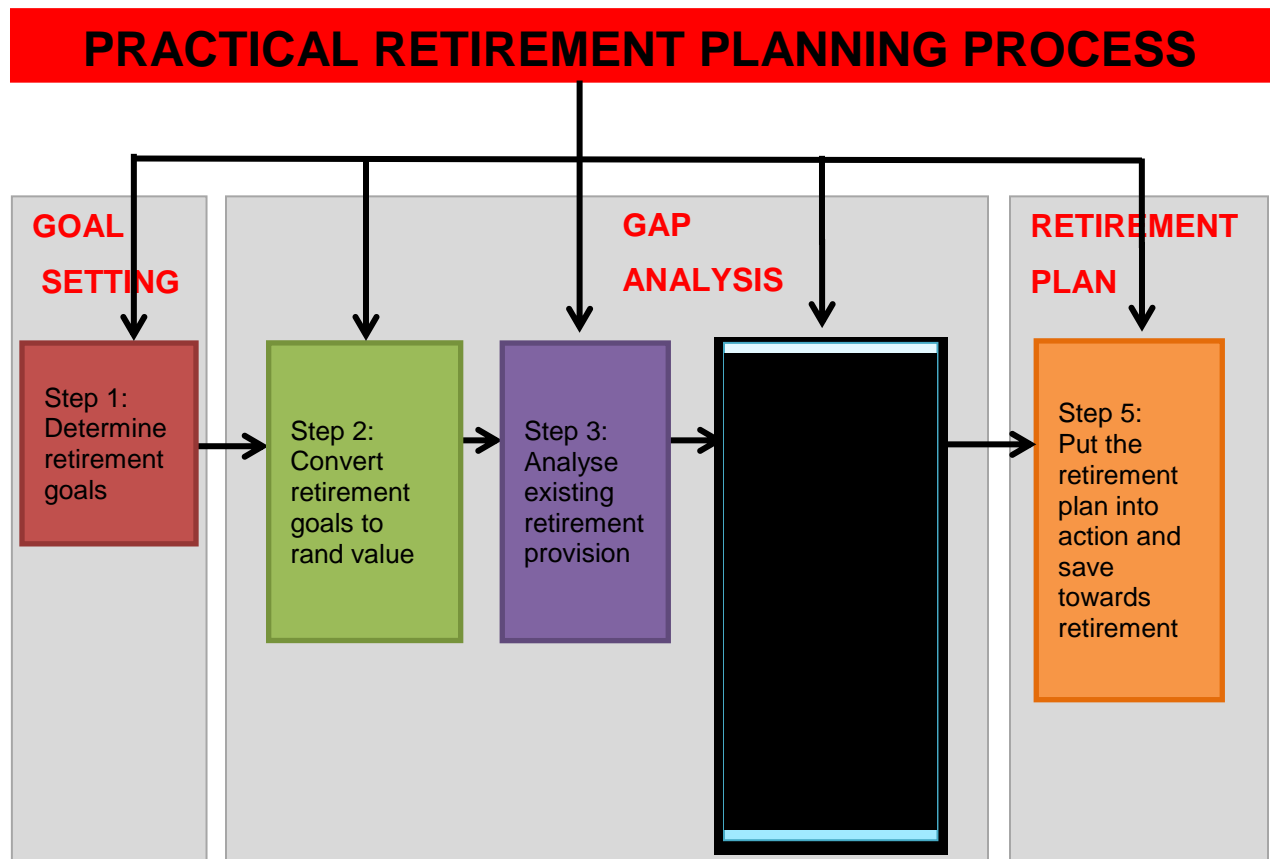 PRACTICAL RETIREMENT PLANNING PROCESS
GOAL
SETTING
GAP
ANALYSIS
RETIREMENT
PLAN
Step 1:
Determine
retirement
goals
Step 2:
Convert
retirement
goals to
rand value
Step 3:
Analyse
existing
retirement
provision
Step 5:
Put the
retirement
plan into
action and
save
towards
retirement